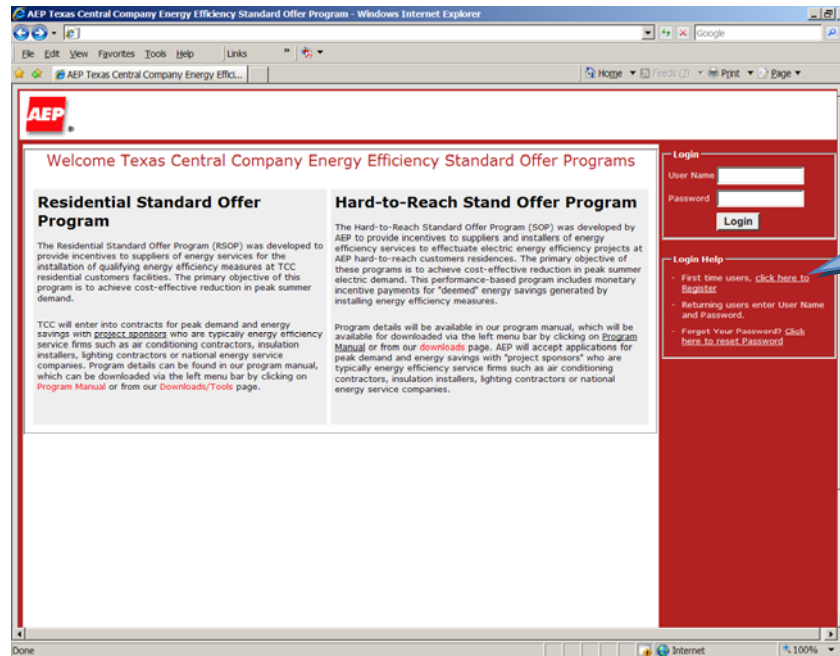 AEP Texas Central Company Energy Efficiency Standard Offer Program - Windows Internet Explorer
Google
File Edit View Favorites Tools Help Links »
AEP Texas Central Company Energy Effici...
Home Feeds (J) Print Page
AEP
®
Welcome Texas Central Company Energy Efficiency Standard Offer Programs
Residential Standard Offer
Program
The Residential Standard Offer Program (RSOP) was developed to
provide incentives to suppliers of energy services for the
installation of qualifying energy efficiency measures at TCC
residential customers facilities. The primary objective of this
program is to achieve cost-effective reduction in peak summer
demand.
TCC will enter into contracts for peak demand and energy
savings with project sponsors who are typically energy efficiency
service firms such as air conditioning contractors, insulation
installers, lighting contractors or national energy service
companies. Program details can be found in our program manual,
which can be downloaded via the left menu bar by clicking on
Program Manual or from our Downloads/Tools page.
Hard-to-Reach Stand Offer Program
The Hard-to-Reach Standard Offer Program (SOP) was developed by
AEP to provide incentives to suppliers and installers of energy
efficiency services to effectuate electric energy efficiency projects at
AEP hard-to-reach customers residences. The primary objective of
these programs is to achieve cost-effective reduction in peak summer
electric demand. This performance-based program includes monetary
incentive payments for "deemed" energy savings generated by
installing energy efficiency measures.
Program details will be available in our program manual, which will be
available for downloaded via the left menu bar by clicking on Program
Manual or from our downloads page. AEP will accept applications for
peak demand and energy savings with "project sponsors" who are
typically energy efficiency service firms such as air conditioning
contractors, insulation installers, lighting contractors or national
energy service companies.
Login
User Name
Password
Login
Login Help
- First time users, click here to
Register
- Returning users enter User Name
and Password.
- Forget Your Password? Click
here to reset Password
Done
Internet
100%